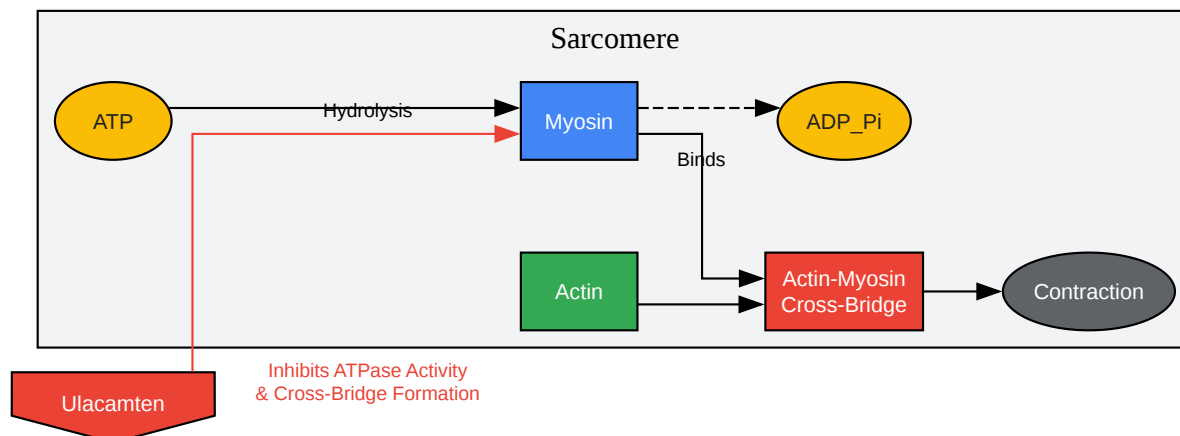 Sarcomere
ATP
Hydrolysis
Myosin
ADP_Pi
Binds
Actin
Actin-Myosin
Cross-Bridge
Contraction
Inhibits ATPase Activity
& Cross-Bridge Formation
Ulacamten